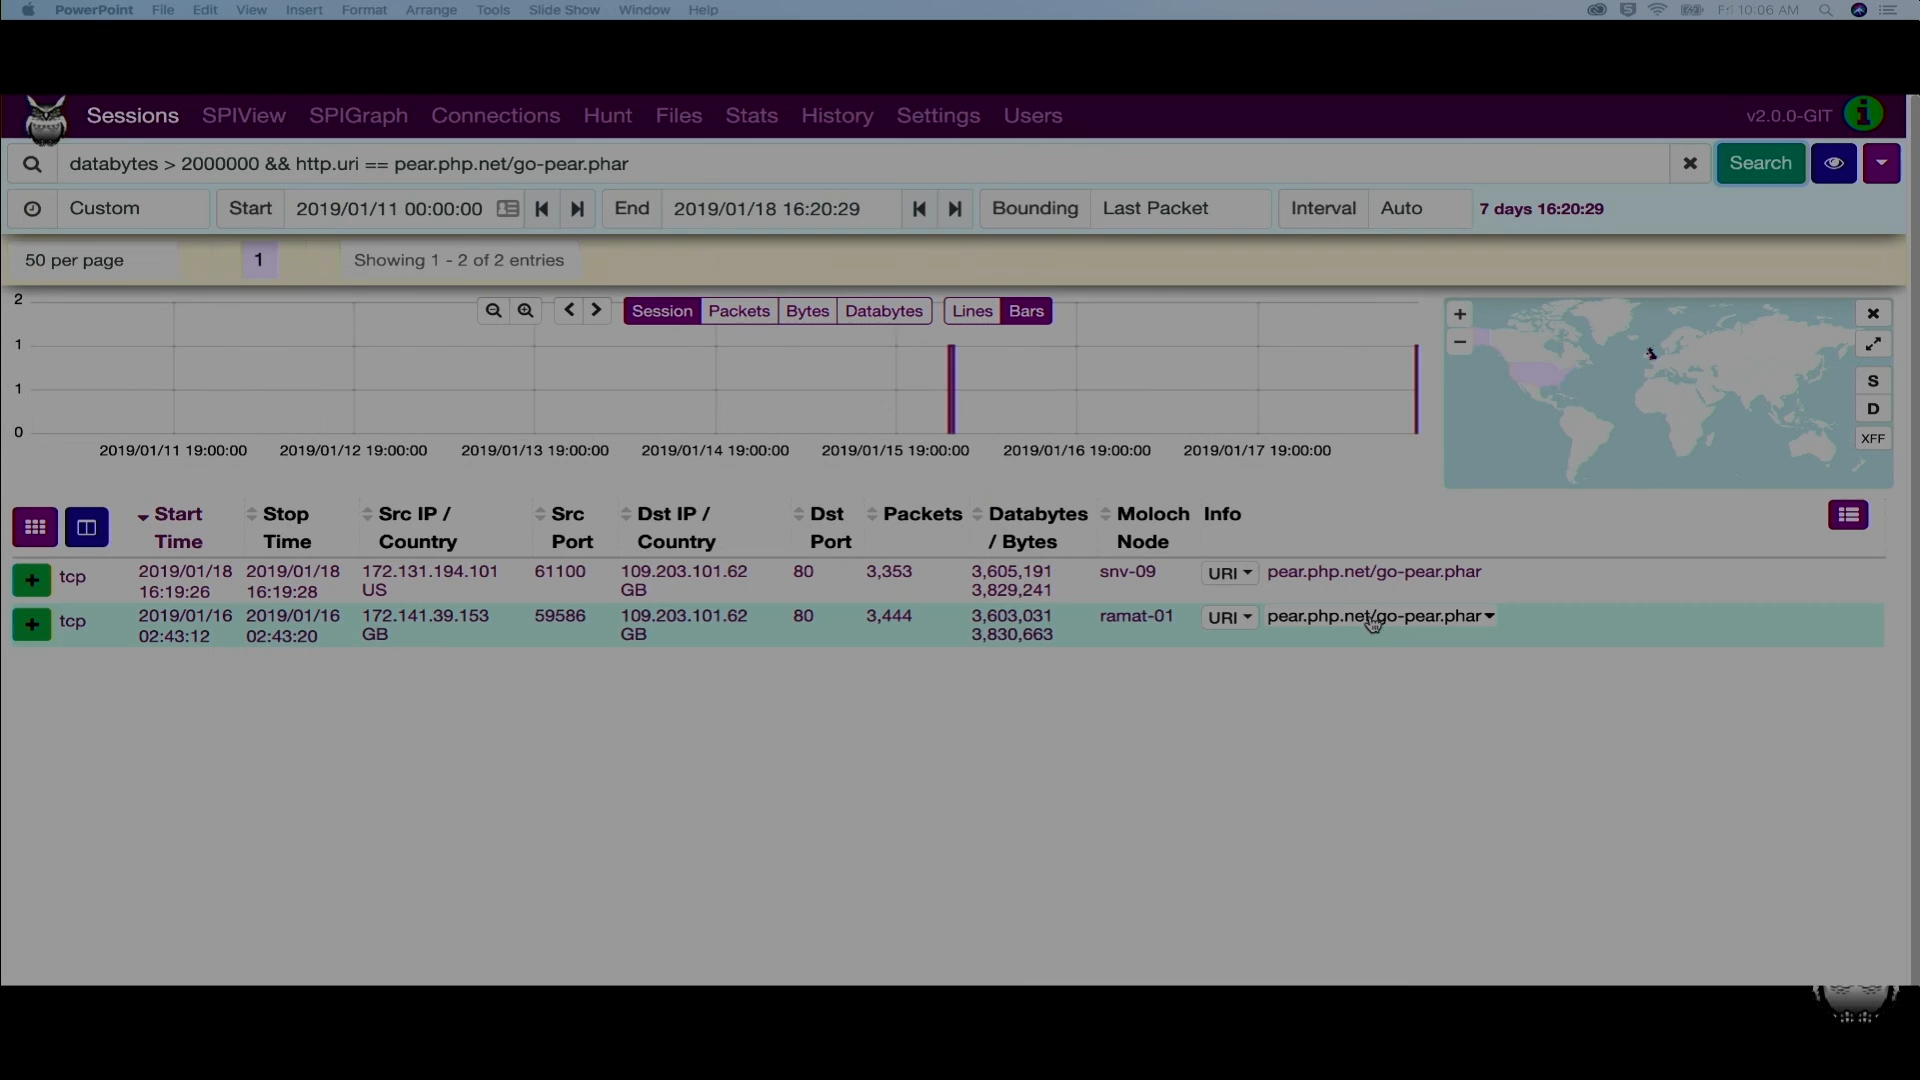 PowerPoint File Edit View Insert Format Arrange Tools Slide Show Window Help Fri 10:06 AM
Sessions SPIView SPIGraph Connections Hunt Files Stats History Settings Users v2.0.0-GIT i
databytes > 2000000 && http.uri == pear.php.net/go-pear.phar Search
Custom Start 2019/01/11 00:00:00 End 2019/01/18 16:20:29 Bounding Last Packet Interval Auto 7 days 16:20:29
50 per page 1 Showing 1 - 2 of 2 entries
2
1
1
0
Session Packets Bytes Databytes Lines Bars
2019/01/11 19:00:00 2019/01/12 19:00:00 2019/01/13 19:00:00 2019/01/14 19:00:00 2019/01/15 19:00:00 2019/01/16 19:00:00 2019/01/17 19:00:00
+
−
S
D
XFF
Start Stop Src IP / Src Dst IP / Dst Packets Databytes Moloch Info
Time Time Country Port Country Port / Bytes Node
+ tcp 2019/01/18 2019/01/18 172.131.194.101 61100 109.203.101.62 80 3,353 3,605,191 snv-09 URI pear.php.net/go-pear.phar
16:19:26 16:19:28 US GB 3,829,241
+ tcp 2019/01/16 2019/01/16 172.141.39.153 59586 109.203.101.62 80 3,444 3,603,031 ramat-01 URI pear.php.net/go-pear.phar
02:43:12 02:43:20 GB GB 3,830,663